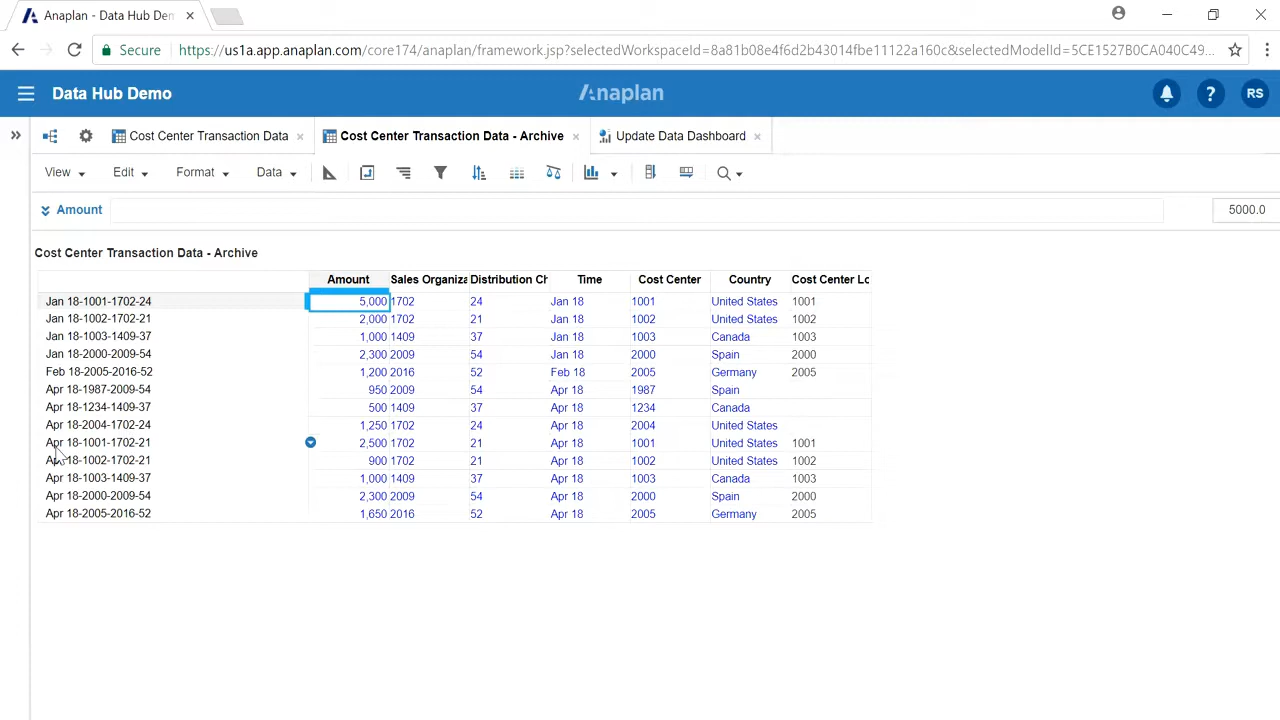 Anaplan - Data Hub Dem
Secure https://us1a.app.anaplan.com/core174/anaplan/framework.jsp?selectedWorkspaceId=8a81b08e4f6d2b43014fbe11122a160c&selectedModelId=5CE1527B0CA040C49...
Data Hub Demo Anaplan ? RS
Cost Center Transaction Data Cost Center Transaction Data - Archive Update Data Dashboard
View Edit Format Data
Amount 5000.0
Cost Center Transaction Data - Archive
Amount Sales Organiza Distribution Ch Time Cost Center Country Cost Center Lo
Jan 18-1001-1702-24 5,000 1702 24 Jan 18 1001 United States 1001
Jan 18-1002-1702-21 2,000 1702 21 Jan 18 1002 United States 1002
Jan 18-1003-1409-37 1,000 1409 37 Jan 18 1003 Canada 1003
Jan 18-2000-2009-54 2,300 2009 54 Jan 18 2000 Spain 2000
Feb 18-2005-2016-52 1,200 2016 52 Feb 18 2005 Germany 2005
Apr 18-1987-2009-54 950 2009 54 Apr 18 1987 Spain
Apr 18-1234-1409-37 500 1409 37 Apr 18 1234 Canada
Apr 18-2004-1702-24 1,250 1702 24 Apr 18 2004 United States
Apr 18-1001-1702-21 2,500 1702 21 Apr 18 1001 United States 1001
Apr 18-1002-1702-21 900 1702 21 Apr 18 1002 United States 1002
Apr 18-1003-1409-37 1,000 1409 37 Apr 18 1003 Canada 1003
Apr 18-2000-2009-54 2,300 2009 54 Apr 18 2000 Spain 2000
Apr 18-2005-2016-52 1,650 2016 52 Apr 18 2005 Germany 2005